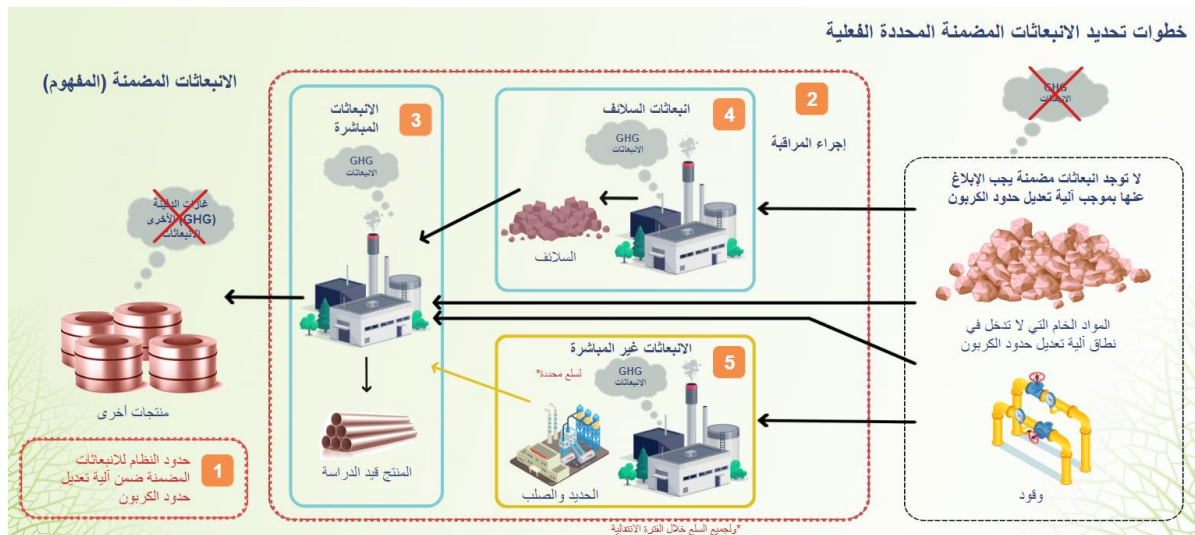 خطوات تحديد الانبعاثات المضمنة المحددة الفعلية
الانبعاثات المضمنة (المفهوم)
GHG
الانبعاثات
لا توجد انبعاثات مضمنة يجب الإبلاغ
عنها بموجب آلية تعديل حدود الكربون
المواد الخام التي لا تدخل في
نطاق آلية تعديل حدود الكربون
وقود
2
إجراء المراقبة
4
انبعاثات السلائف
GHG
الانبعاثات
السلائف
5
الانبعاثات غير المباشرة
لسلع محددة*
GHG
الانبعاثات
الحديد والصلب
3
الانبعاثات
المباشرة
GHG
الانبعاثات
المنتج قيد الدراسة
غازات الدفيئة
(GHG) الأخرى
الانبعاثات
منتجات أخرى
1
حدود النظام للانبعاثات
المضمنة ضمن آلية تعديل
حدود الكربون
*ولجميع السلع خلال الفترة الانتقالية